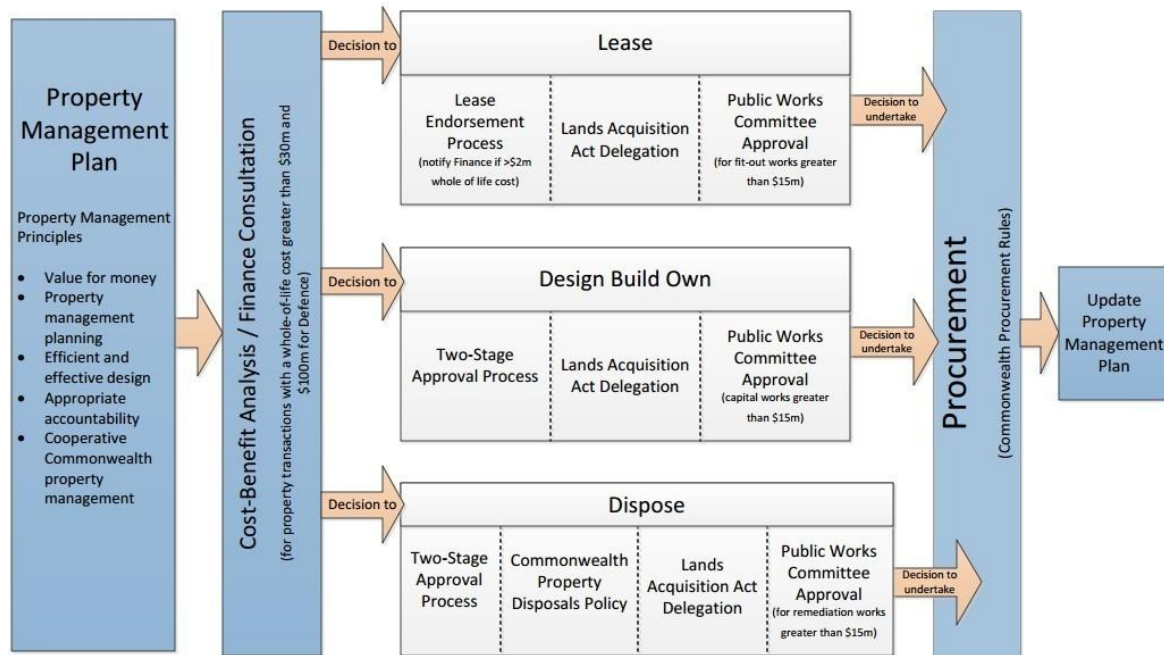 Property
Management
Plan
Property Management
Principles
• Value for money
• Property
management
planning
• Efficient and
effective design
• Appropriate
accountability
• Cooperative
Commonwealth
property
management
Cost-Benefit Analysis / Finance Consultation
(for property transactions with a whole-of-life cost greater than $30m and
$100m for Defence)
Decision to
Lease
Lease
Endorsement
Process
(notify Finance if >$2m
whole of life cost)
Lands Acquisition
Act Delegation
Public Works
Committee
Approval
(for fit-out works greater
than $15m)
Decision to
undertake
Decision to
Design Build Own
Two-Stage
Approval Process
Lands Acquisition
Act Delegation
Public Works
Committee
Approval
(capital works greater
than $15m)
Decision to
undertake
Decision to
Dispose
Two-Stage
Approval
Process
Commonwealth
Property
Disposals Policy
Lands
Acquisition Act
Delegation
Public Works
Committee
Approval
(for remediation works
greater than $15m)
Decision to
undertake
Procurement
(Commonwealth Procurement Rules)
Update
Property
Management
Plan